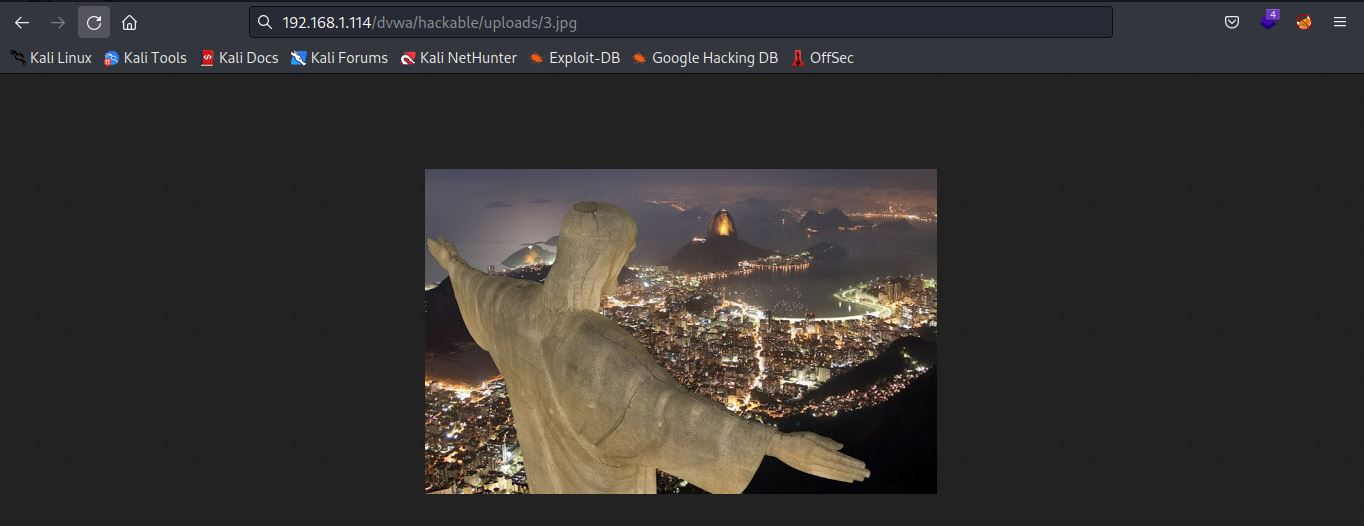 192.168.1.114/dvwa/hackable/uploads/3.jpg
4
Kali Linux Kali Tools Kali Docs Kali Forums Kali NetHunter Exploit-DB Google Hacking DB OffSec